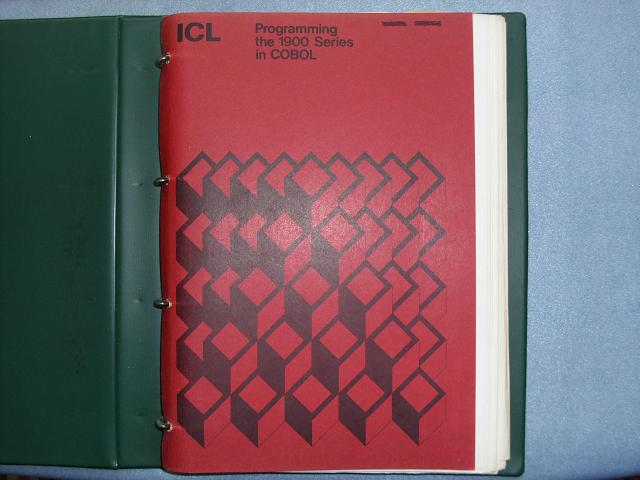 ICL
Programming
the 1900 Series
in COBOL